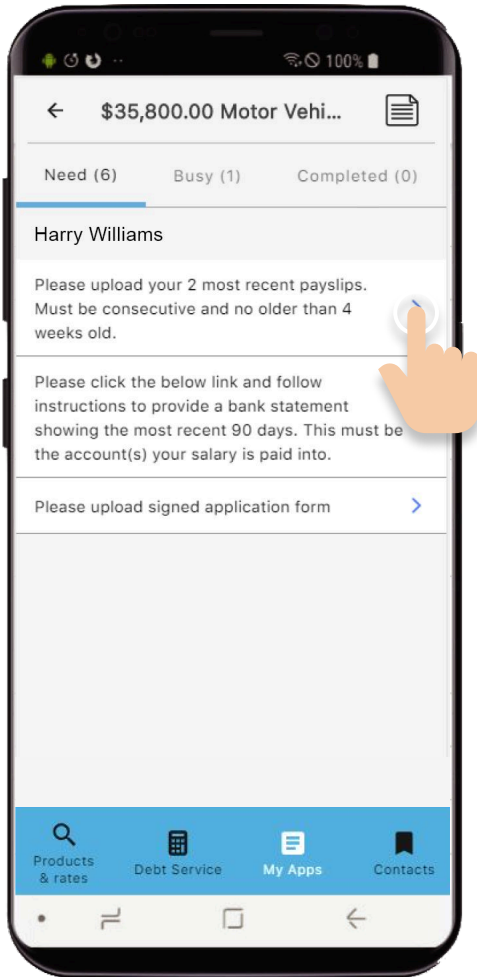 100%
$35,800.00 Motor Vehi...
Need (6)
Busy (1)
Completed (0)
Harry Williams
Please upload your 2 most recent payslips.
Must be consecutive and no older than 4
weeks old.
Please click the below link and follow
instructions to provide a bank statement
showing the most recent 90 days. This must be
the account(s) your salary is paid into.
Please upload signed application form
Products
& rates
Debt Service
My Apps
Contacts